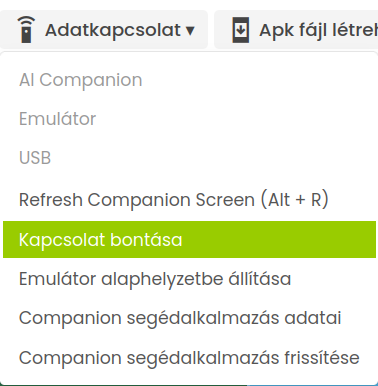 Adatkapcsolat ▾ Apk fájl létreh
AI Companion
Emulátor
USB
Refresh Companion Screen (Alt + R)
Kapcsolat bontása
Emulátor alaphelyzetbe állítása
Companion segédalkalmazás adatai
Companion segédalkalmazás frissítése